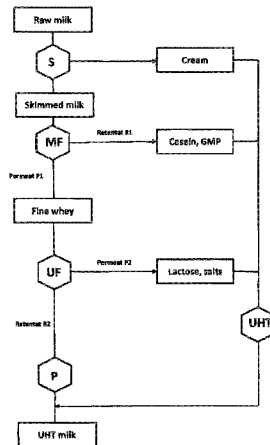 Raw milk
S
Cream
Skimmed milk
MF
Retentat R1
Casein, GMP
Permeat P1
Fine whey
UF
Permeat P2
Lactose, salts
UHT
Retentat R2
P
UHT milk